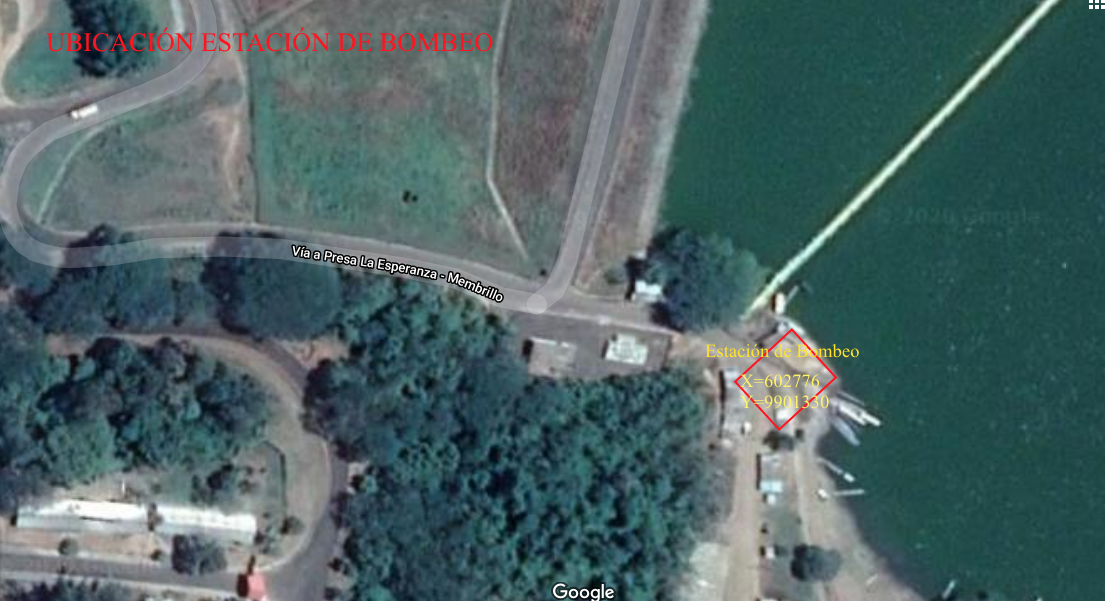 UBICACIÓN ESTACIÓN DE BOMBEO
© 2020 Google
Vía a Presa La Esperanza - Membrillo
Estación de Bombeo
X=602776
Y=9901330
Google